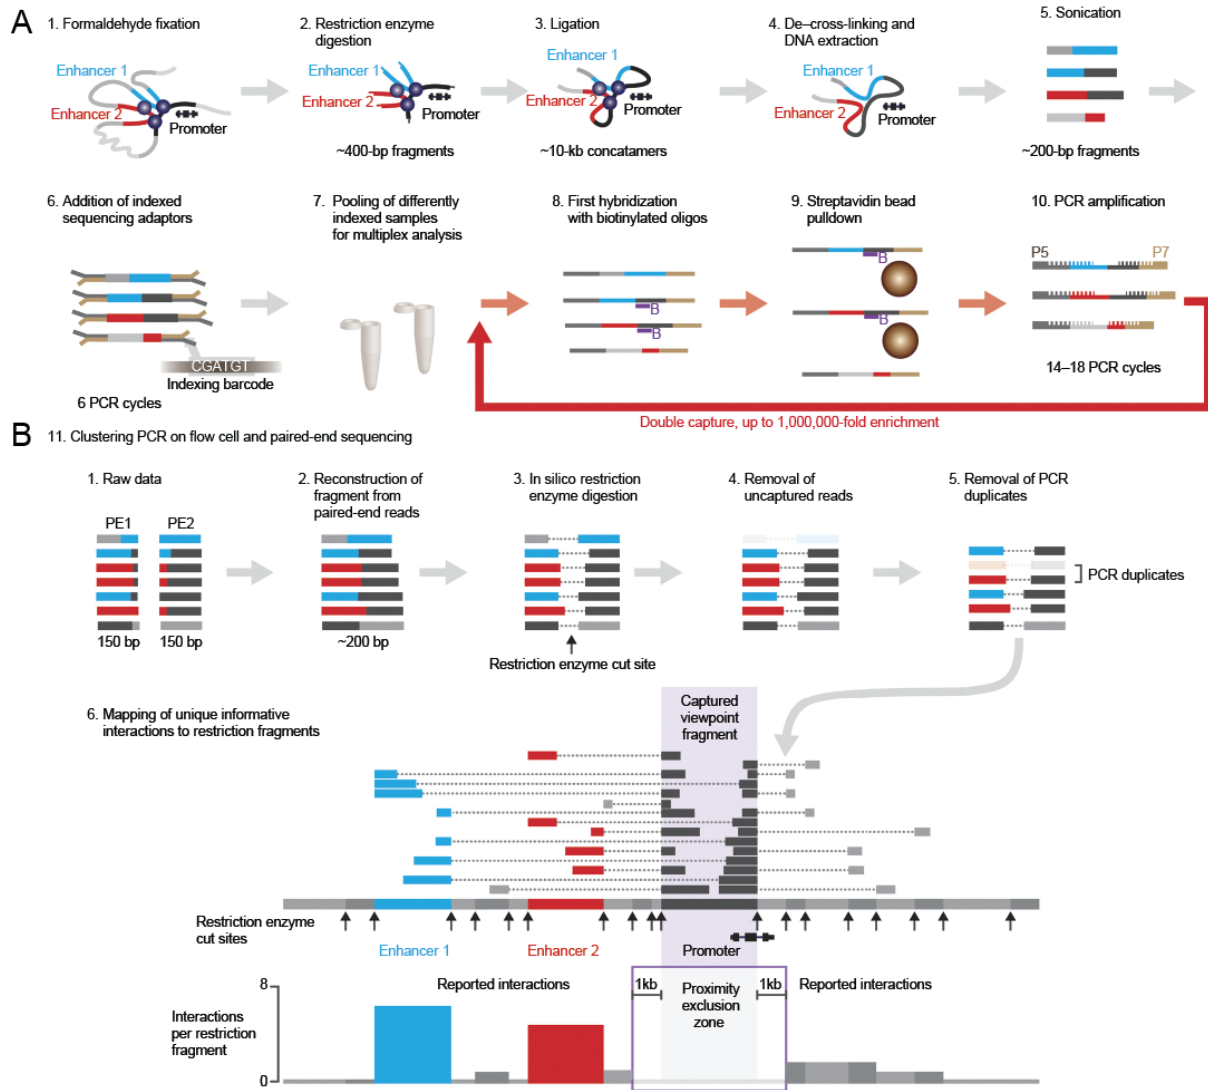 A
1. Formaldehyde fixation
Enhancer 1
Enhancer 2
Promoter
2. Restriction enzyme
digestion
Enhancer 1
Enhancer 2
Promoter
~400-bp fragments
3. Ligation
Enhancer 1
Enhancer 2
Promoter
~10-kb concatamers
4. De–cross-linking and
DNA extraction
Enhancer 1
Enhancer 2
Promoter
5. Sonication
~200-bp fragments
6. Addition of indexed
sequencing adaptors
CGATGT
Indexing barcode
6 PCR cycles
7. Pooling of differently
indexed samples
for multiplex analysis
8. First hybridization
with biotinylated oligos
B
B
9. Streptavidin bead
pulldown
B
B
10. PCR amplification
P5
P7
14–18 PCR cycles
Double capture, up to 1,000,000-fold enrichment
B
11. Clustering PCR on flow cell and paired-end sequencing
1. Raw data
PE1
PE2
150 bp
150 bp
2. Reconstruction of
fragment from
paired-end reads
~200 bp
3. In silico restriction
enzyme digestion
Restriction enzyme cut site
4. Removal of
uncaptured reads
5. Removal of PCR
duplicates
PCR duplicates
6. Mapping of unique informative
interactions to restriction fragments
Captured
viewpoint
fragment
Restriction enzyme
cut sites
Enhancer 1
Enhancer 2
Promoter
8
Reported interactions
1kb
Proximity
exclusion
zone
1kb
Reported interactions
Interactions
per restriction
fragment
0